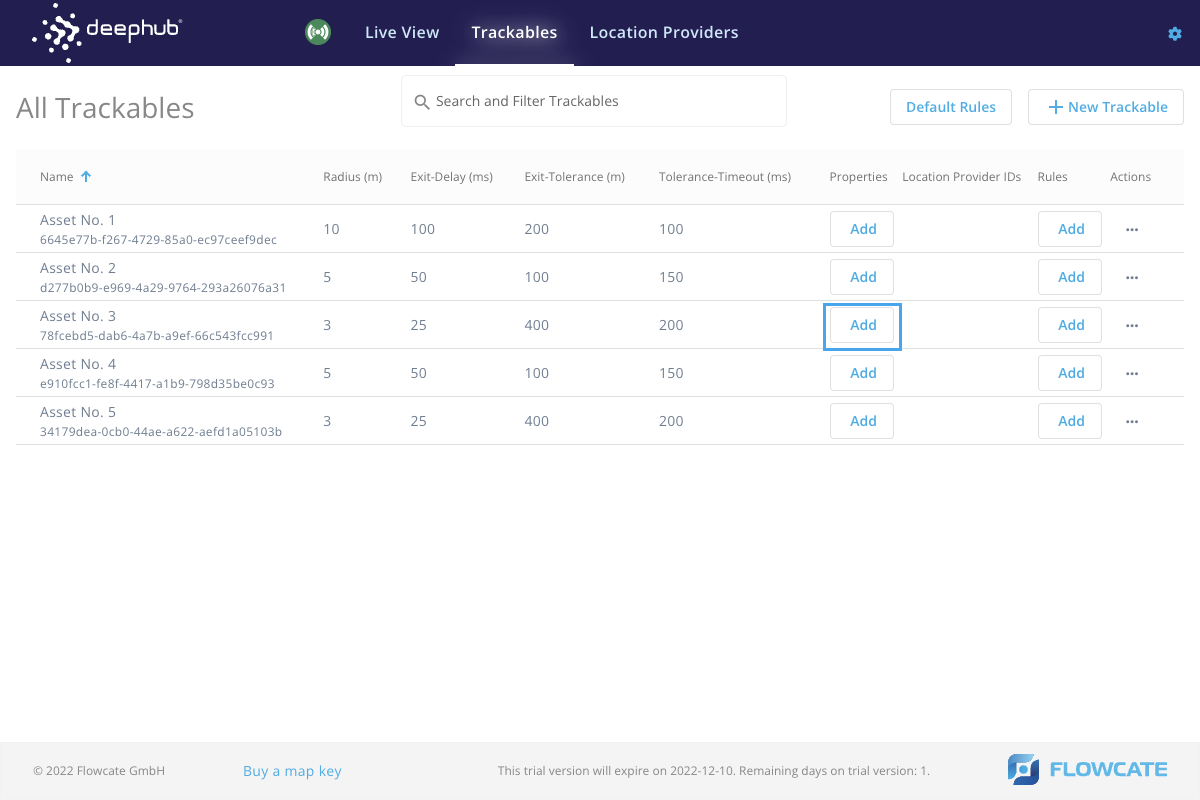 deephub®
Live View
Trackables
Location Providers
All Trackables
Search and Filter Trackables
Default Rules
+ New Trackable
Name Radius (m) Exit-Delay (ms) Exit-Tolerance (m) Tolerance-Timeout (ms) Properties Location Provider IDs Rules Actions
Asset No. 1
6645e77b-f267-4729-85a0-ec97ceef9dec
10 100 200 100 Add Add ···
Asset No. 2
d277b0b9-e969-4a29-9764-293a26076a31
5 50 100 150 Add Add ···
Asset No. 3
78fcebd5-dab6-4a7b-a9ef-66c543fcc991
3 25 400 200 Add Add ···
Asset No. 4
e910fcc1-fe8f-4417-a1b9-798d35be0c93
5 50 100 150 Add Add ···
Asset No. 5
34179dea-0cb0-44ae-a622-aefd1a05103b
3 25 400 200 Add Add ···
© 2022 Flowcate GmbH
Buy a map key
This trial version will expire on 2022-12-10. Remaining days on trial version: 1.
FLOWCATE